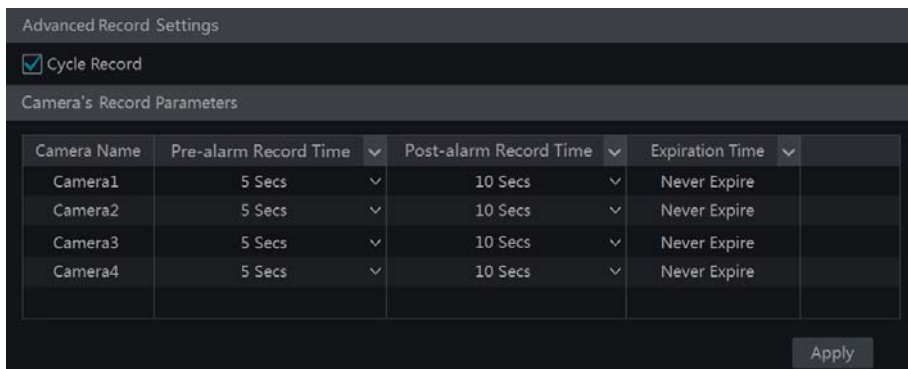 Advanced Record Settings
Cycle Record
Camera's Record Parameters
Camera Name Pre-alarm Record Time Post-alarm Record Time Expiration Time
Camera1 5 Secs 10 Secs Never Expire
Camera2 5 Secs 10 Secs Never Expire
Camera3 5 Secs 10 Secs Never Expire
Camera4 5 Secs 10 Secs Never Expire
Apply